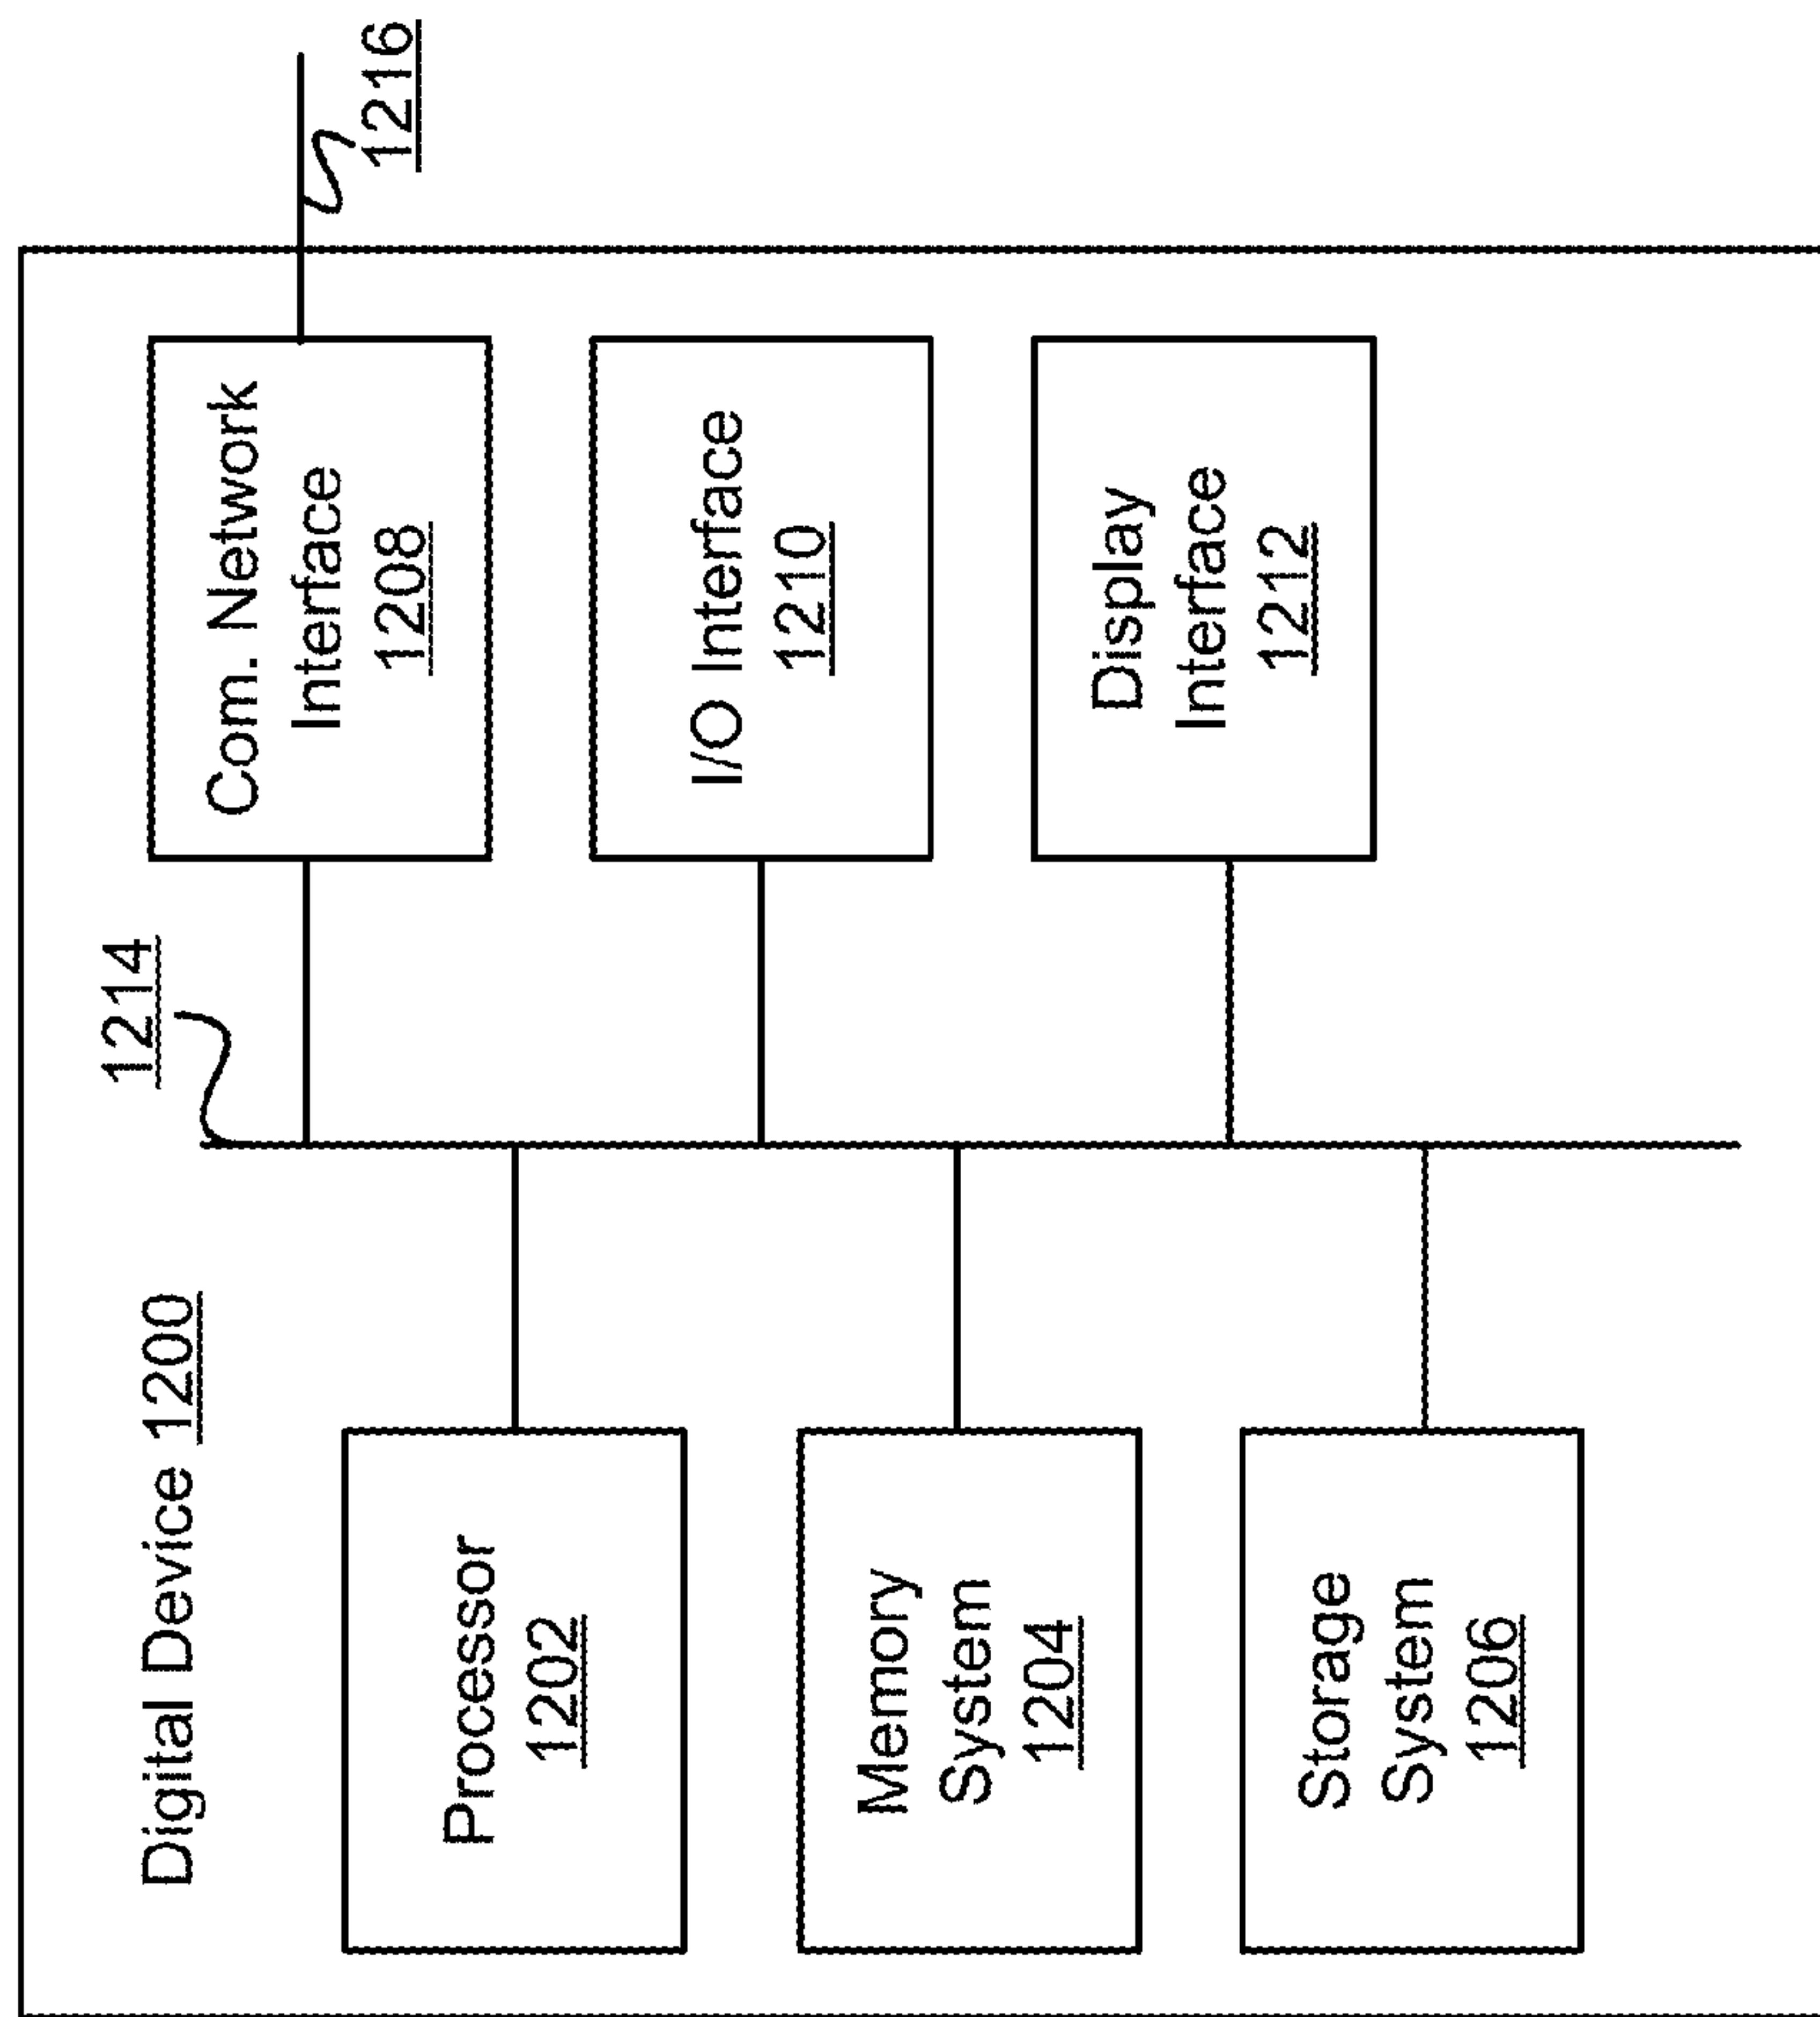 Digital Device 1200
1214
1216
Processor
1202
Memory
System
1204
Storage
System
1206
Com. Network
Interface
1208
I/O Interface
1210
Display
Interface
1212